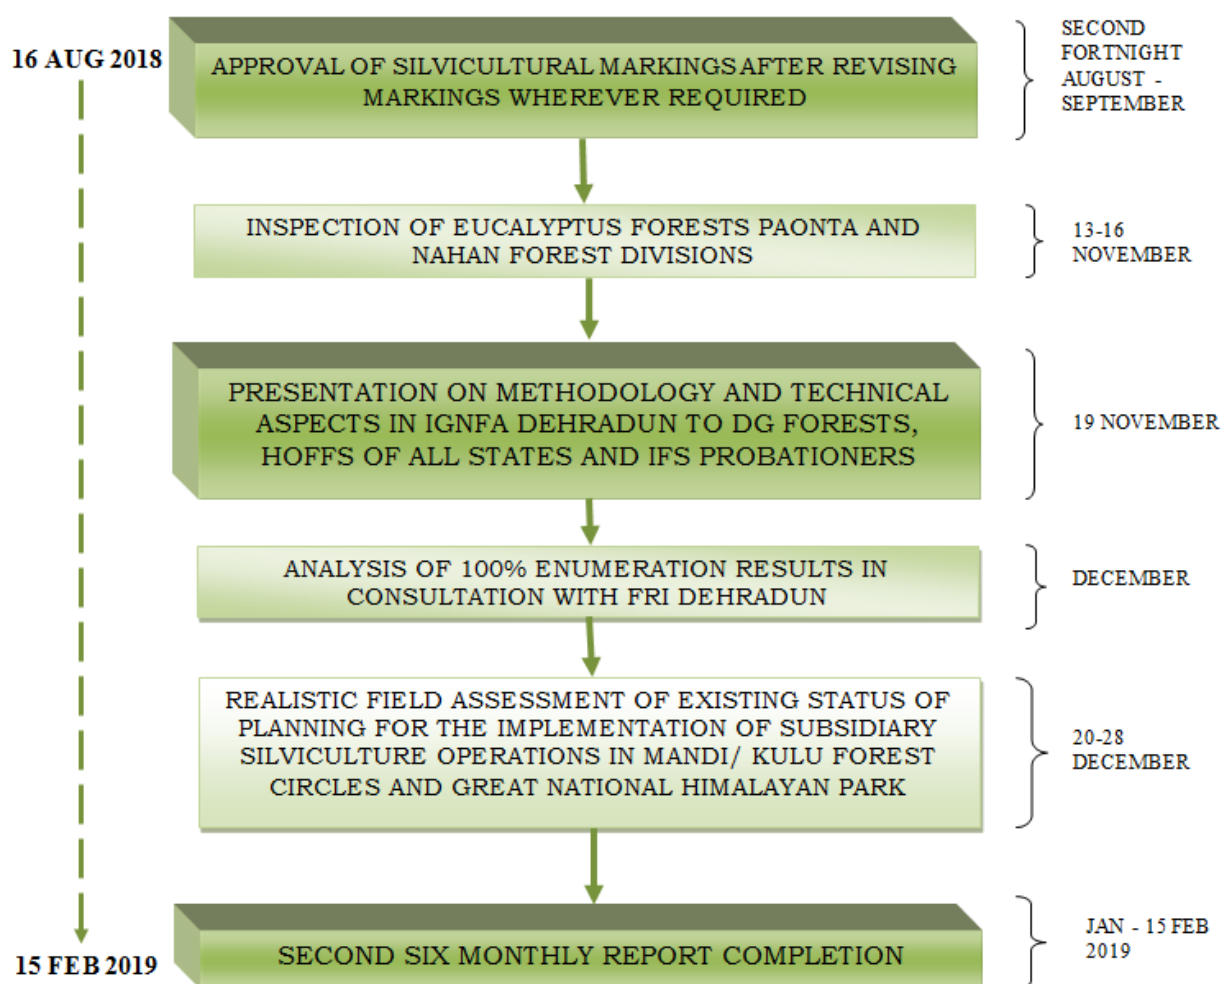 16 AUG 2018
APPROVAL OF SILVICULTURAL MARKINGS AFTER REVISING
MARKINGS WHEREVER REQUIRED
SECOND
FORTNIGHT
AUGUST -
SEPTEMBER
INSPECTION OF EUCALYPTUS FORESTS PAONTA AND
NAHAN FOREST DIVISIONS
13-16
NOVEMBER
PRESENTATION ON METHODOLOGY AND TECHNICAL
ASPECTS IN IGNFA DEHRADUN TO DG FORESTS,
HOFFS OF ALL STATES AND IFS PROBATIONERS
19 NOVEMBER
ANALYSIS OF 100% ENUMERATION RESULTS IN
CONSULTATION WITH FRI DEHRADUN
DECEMBER
REALISTIC FIELD ASSESSMENT OF EXISTING STATUS OF
PLANNING FOR THE IMPLEMENTATION OF SUBSIDIARY
SILVICULTURE OPERATIONS IN MANDI/ KULU FOREST
CIRCLES AND GREAT NATIONAL HIMALAYAN PARK
20-28
DECEMBER
SECOND SIX MONTHLY REPORT COMPLETION
JAN - 15 FEB
2019
15 FEB 2019